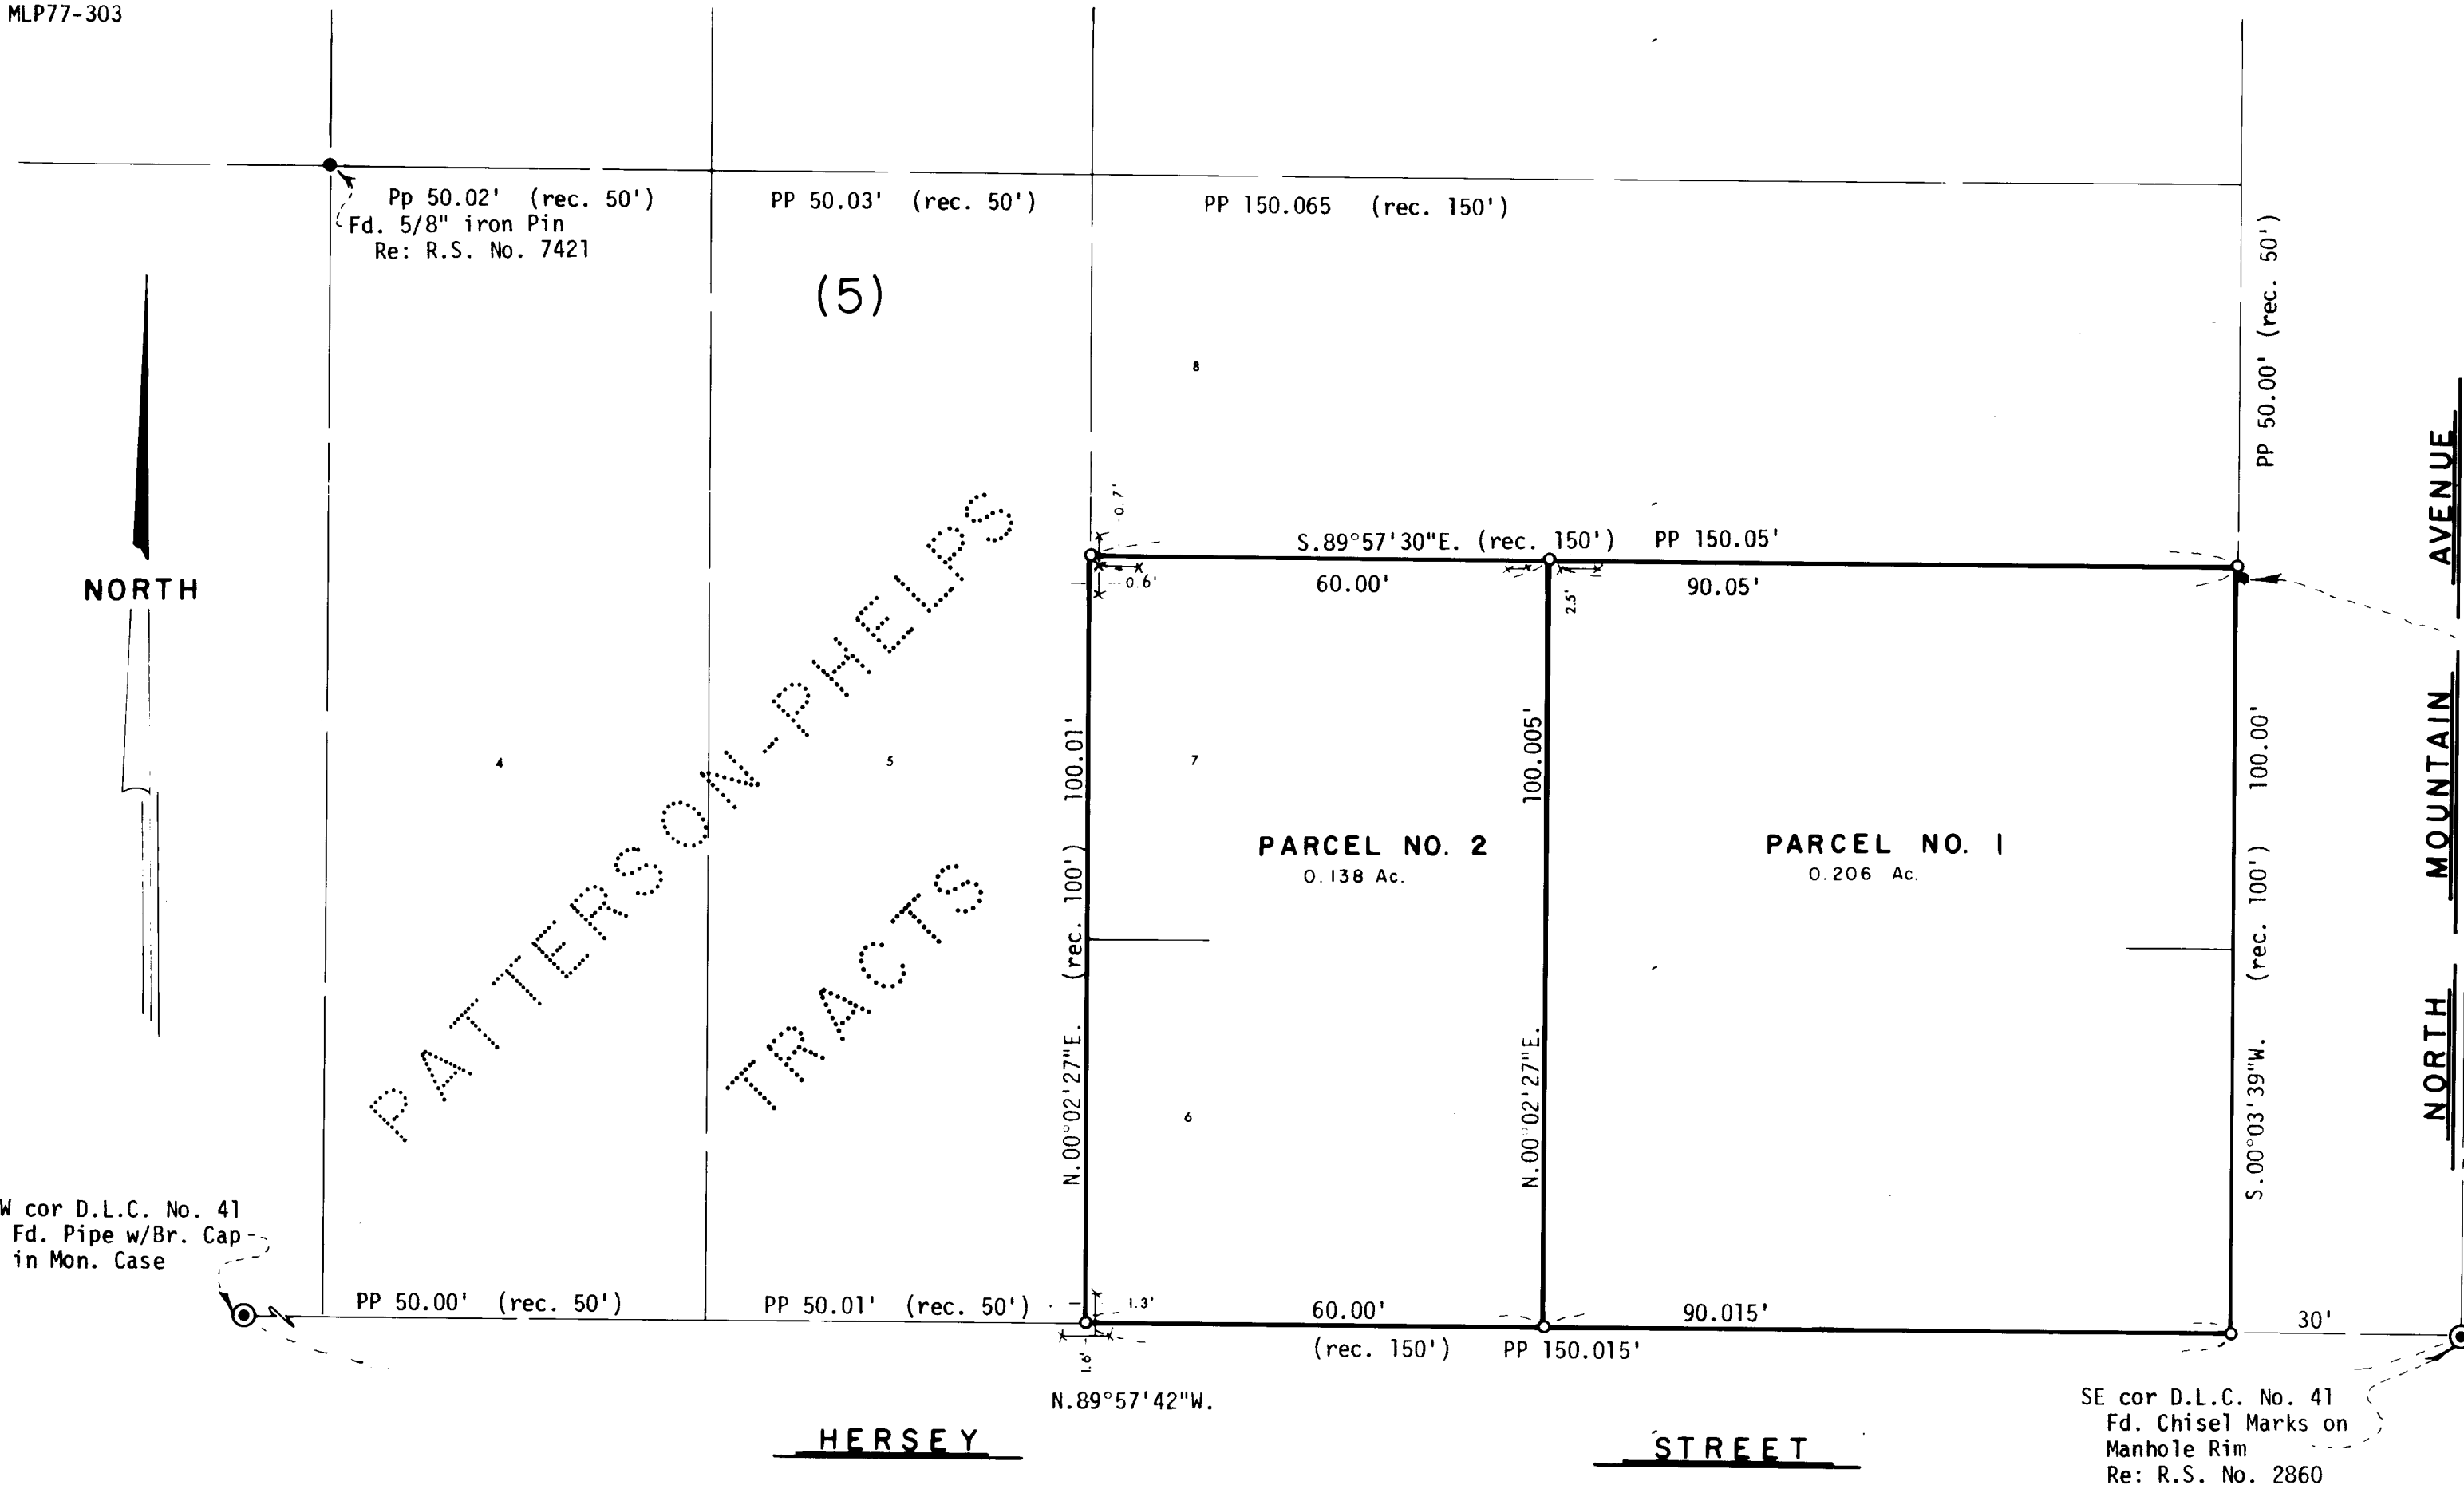 MLP77-303
Pp 50.02' (rec. 50')
PP 50.03' (rec. 50')
PP 150.065 (rec. 150')
Fd. 5/8" iron Pin
Re: R.S. No. 7421
(5)
PP 50.00' (rec. 50')
8
NORTH
0.7'
0.6'
S.89°57'30"E. (rec. 150') PP 150.05'
60.00'
2.5'
90.05'
PATTERSON-PHELPS
TRACTS
4
5
7
6
N.00°02'27"E. (rec. 100') 100.01'
N.00°02'27"E. 100.005'
S.00°03'39"W. (rec. 100') 100.00'
PARCEL NO. 2
0.138 Ac.
PARCEL NO. 1
0.206 Ac.
NORTH MOUNTAIN AVENUE
W cor D.L.C. No. 41
Fd. Pipe w/Br. Cap
in Mon. Case
PP 50.00' (rec. 50')
PP 50.01' (rec. 50')
1.3'
1.6'
60.00'
90.015'
30'
(rec. 150') PP 150.015'
N.89°57'42"W.
HERSEY STREET
SE cor D.L.C. No. 41
Fd. Chisel Marks on
Manhole Rim
Re: R.S. No. 2860